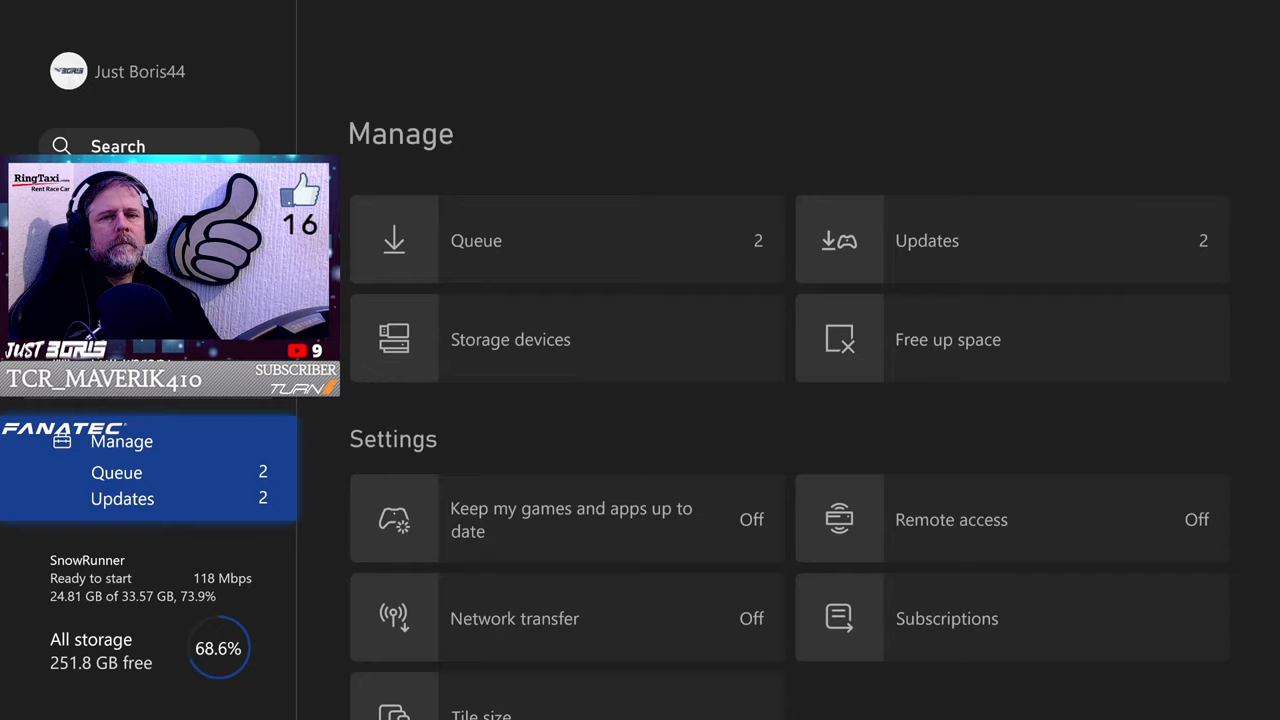 Just Boris44
Search
Manage
RingTaxi.com
Rent Race Car
16
Queue 2
Updates 2
Storage devices
Free up space
JUST BORIS
9
TCR_MAVERIK410
SUBSCRIBER
TURN
FANATEC
Manage
Queue 2
Updates 2
Settings
Keep my games and apps up to
date
Off
Remote access Off
Network transfer Off
Subscriptions
Tile size
SnowRunner
Ready to start 118 Mbps
24.81 GB of 33.57 GB, 73.9%
All storage
251.8 GB free
68.6%